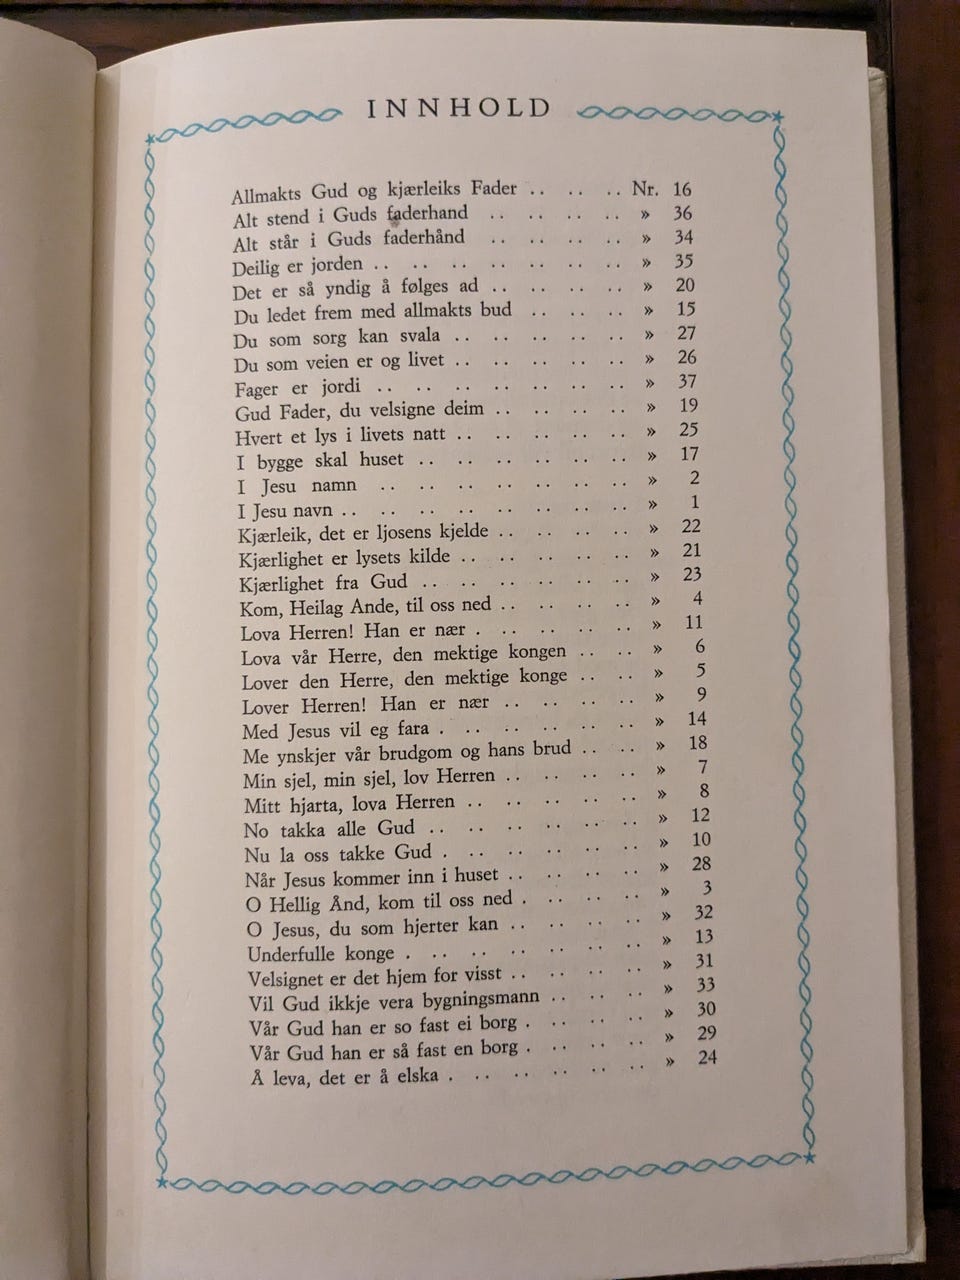 INNHOLD
Allmakts Gud og kjærleiks Fader .. .. .. Nr. 16
Alt stend i Guds faderhand .. .. .. .. » 36
Alt står i Guds faderhånd .. .. .. .. » 34
Deilig er jorden .. .. .. .. .. .. .. » 35
Det er så yndig å følges ad .. .. .. .. » 20
Du ledet frem med allmakts bud .. .. .. » 15
Du som sorg kan svala .. .. .. .. .. » 27
Du som veien er og livet .. .. .. .. .. » 26
Fager er jordi .. .. .. .. .. .. .. » 37
Gud Fader, du velsigne deim .. .. .. .. » 19
Hvert et lys i livets natt .. .. .. .. .. » 25
I bygge skal huset .. .. .. .. .. .. » 17
I Jesu namn .. .. .. .. .. .. .. » 2
I Jesu navn .. .. .. .. .. .. .. .. » 1
Kjærleik, det er ljosens kjelde .. .. .. .. » 22
Kjærlighet er lysets kilde .. .. .. .. .. » 21
Kjærlighet fra Gud .. .. .. .. .. .. » 23
Kom, Heilag Ande, til oss ned .. .. .. .. » 4
Lova Herren! Han er nær . .. .. .. .. » 11
Lova vår Herre, den mektige kongen .. .. » 6
Lover den Herre, den mektige konge .. .. » 5
Lover Herren! Han er nær .. .. .. .. » 9
Med Jesus vil eg fara . .. .. .. .. .. » 14
Me ynskjer vår brudgom og hans brud .. .. » 18
Min sjel, min sjel, lov Herren .. .. .. .. » 7
Mitt hjarta, lova Herren .. .. .. .. .. » 8
No takka alle Gud .. .. .. .. .. .. » 12
Nu la oss takke Gud . .. .. .. .. .. » 10
Når Jesus kommer inn i huset .. .. .. .. » 28
O Hellig Ånd, kom til oss ned . .. .. .. » 3
O Jesus, du som hjerter kan .. .. .. .. » 32
Underfulle konge . .. .. .. .. .. .. » 13
Velsignet er det hjem for visst .. .. .. .. » 31
Vil Gud ikkje vera bygningsmann .. .. .. » 33
Vår Gud han er so fast ei borg . .. .. .. » 30
Vår Gud han er så fast en borg . .. .. .. » 29
Å leva, det er å elska . .. .. .. .. .. » 24